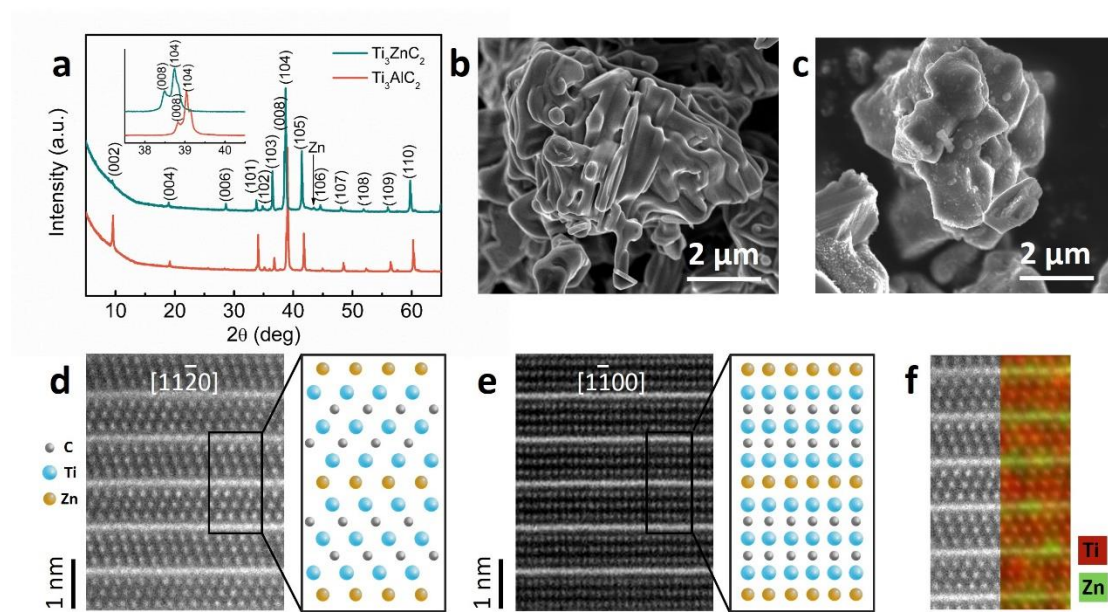 a
Intensity (a.u.)
2θ (deg)
10
20
30
40
50
60
Ti₃ZnC₂
Ti₃AlC₂
(008)
(104)
(008)
(104)
38
39
40
(002)
(004)
(006)
(101)
(102)
(103)
(008)
(104)
(105)
Zn
(106)
(107)
(108)
(109)
(110)
b
2 μm
c
2 μm
d
[112̄0]
C
Ti
Zn
1 nm
e
[11̄00]
1 nm
f
Ti
Zn